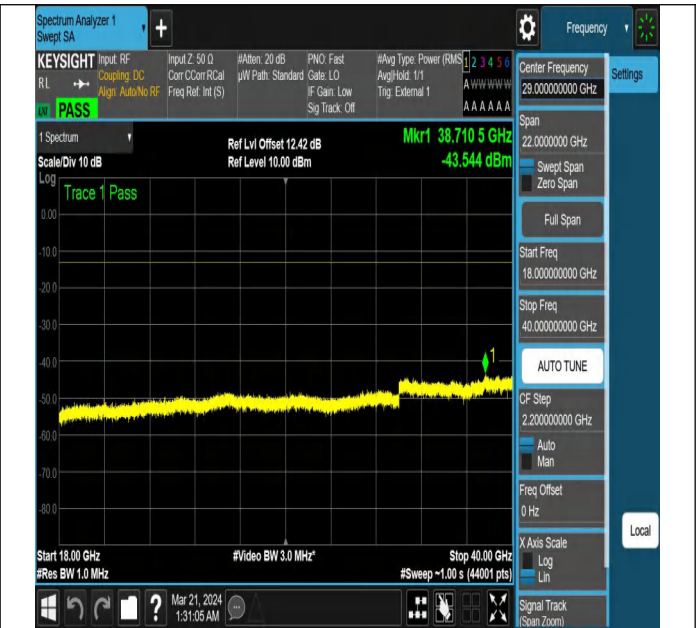 Spectrum Analyzer 1
Swept SA
+
Frequency
KEYSIGHT
RL
PASS
Input: RF
Coupling: DC
Align: Auto/No RF
Input Z: 50 Ω
Corr CCorr RCal
Freq Ref: Int (S)
#Atten: 20 dB
µW Path: Standard
PNO: Fast
Gate: LO
IF Gain: Low
Sig Track: Off
#Avg Type: Power (RMS
Avg|Hold: 1/1
Trig: External 1
1 2 3 4 5 6
A W W W W W
A A A A A A
1 Spectrum
Scale/Div 10 dB
Ref Lvl Offset 12.42 dB
Ref Level 10.00 dBm
Mkr1 38.710 5 GHz
-43.544 dBm
Log
Trace 1 Pass
0.00
-10.0
-20.0
-30.0
-40.0
-50.0
-60.0
-70.0
-80.0
1
Start 18.00 GHz
#Res BW 1.0 MHz
#Video BW 3.0 MHz*
Stop 40.00 GHz
#Sweep ~1.00 s (44001 pts)
?
Mar 21, 2024
1:31:05 AM
Center Frequency
29.000000000 GHz
Settings
Span
22.0000000 GHz
Swept Span
Zero Span
Full Span
Start Freq
18.000000000 GHz
Stop Freq
40.000000000 GHz
AUTO TUNE
CF Step
2.200000000 GHz
Auto
Man
Freq Offset
0 Hz
X Axis Scale
Log
Lin
Local
Signal Track
(Span Zoom)